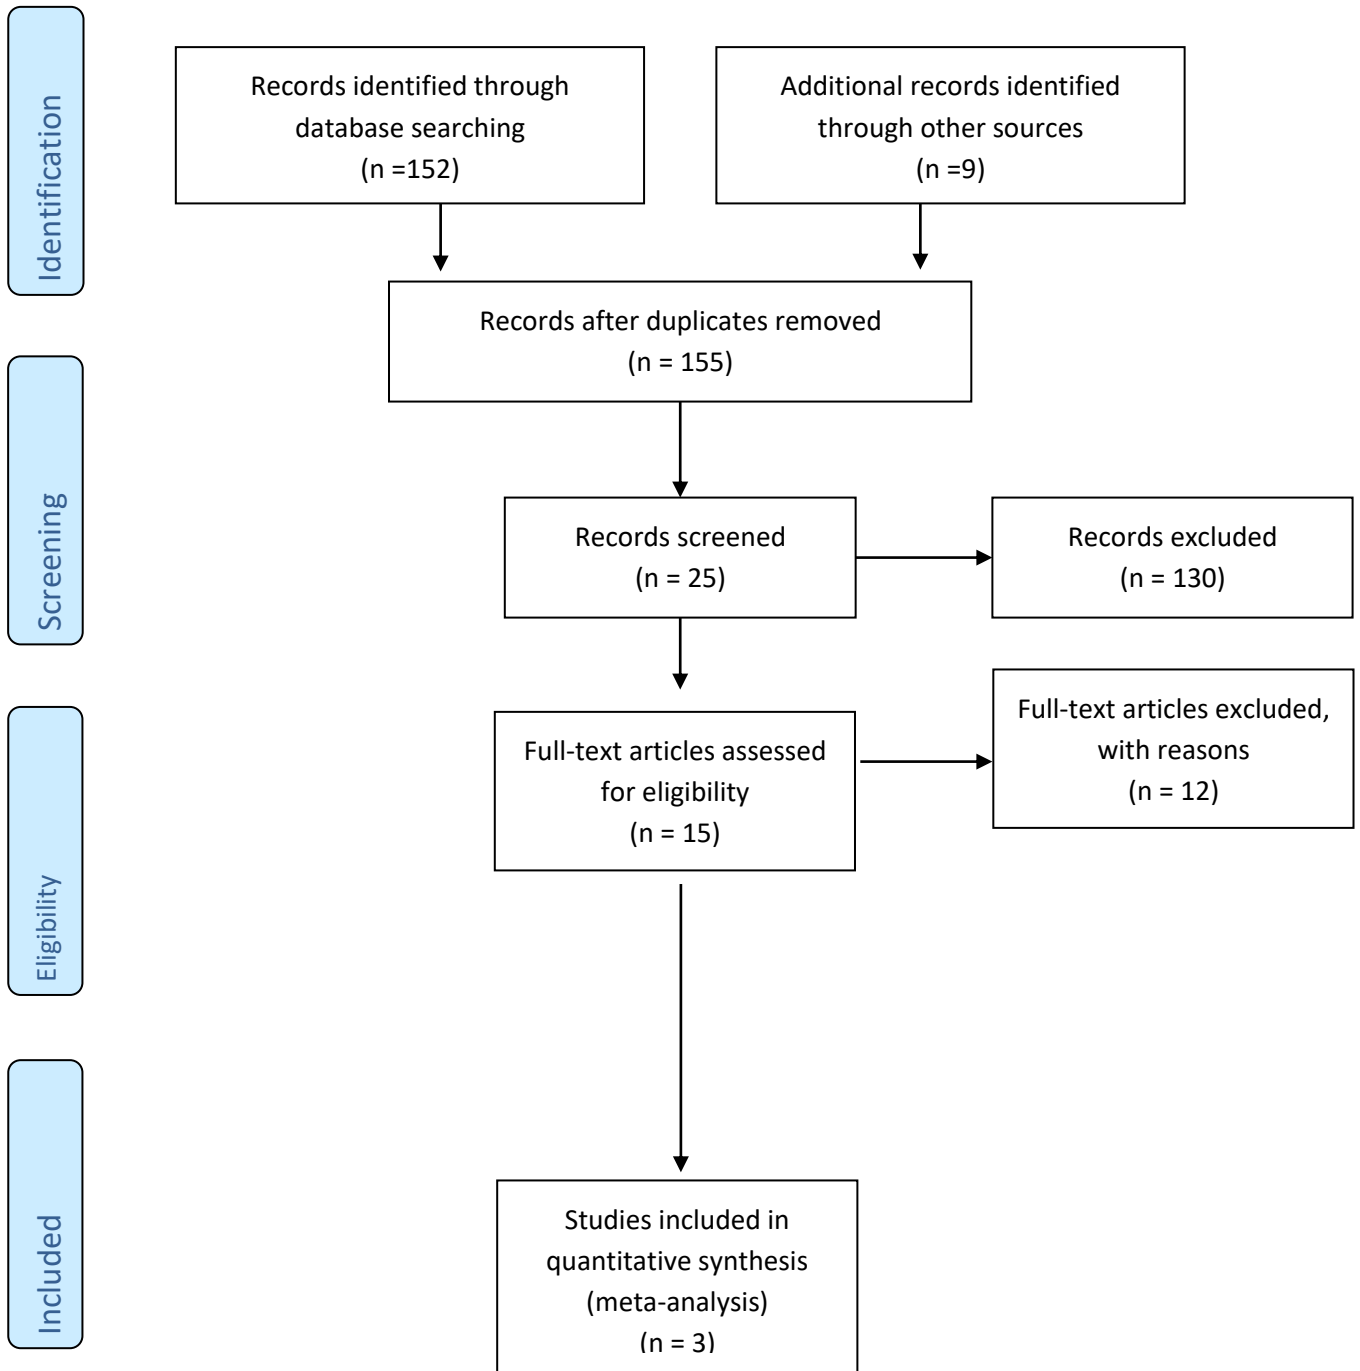 Identification
Records identified through
database searching
(n =152)
Additional records identified
through other sources
(n =9)
Records after duplicates removed
(n = 155)
Screening
Records screened
(n = 25)
Records excluded
(n = 130)
Eligibility
Full-text articles assessed
for eligibility
(n = 15)
Full-text articles excluded,
with reasons
(n = 12)
Included
Studies included in
quantitative synthesis
(meta-analysis)
(n = 3)